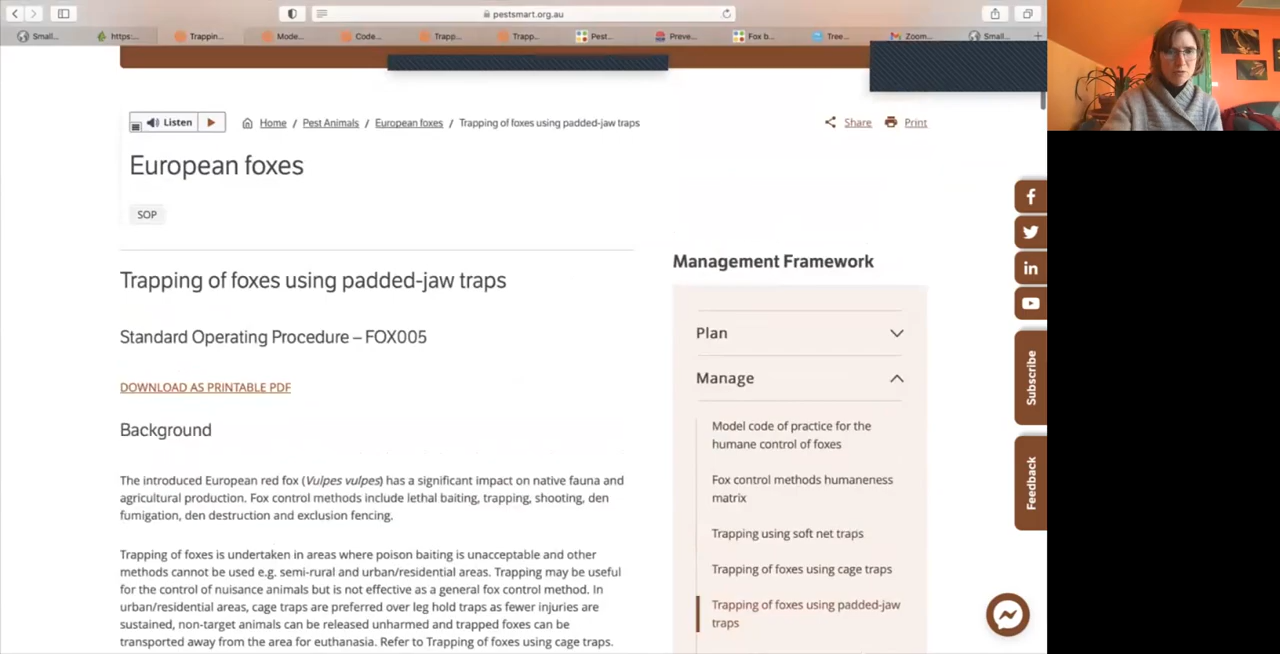 pestsmart.org.au
Small...
https:...
Trappin...
Mode...
Code...
Trapp...
Trapp...
Pest...
Preve...
Fox b...
Tree...
Zoom...
Small...
Listen
Home / Pest Animals / European foxes / Trapping of foxes using padded-jaw traps
Share
Print
European foxes
SOP
Trapping of foxes using padded-jaw traps
Standard Operating Procedure – FOX005
DOWNLOAD AS PRINTABLE PDF
Background
The introduced European red fox (Vulpes vulpes) has a significant impact on native fauna and
agricultural production. Fox control methods include lethal baiting, trapping, shooting, den
fumigation, den destruction and exclusion fencing.
Trapping of foxes is undertaken in areas where poison baiting is unacceptable and other
methods cannot be used e.g. semi-rural and urban/residential areas. Trapping may be useful
for the control of nuisance animals but is not effective as a general fox control method. In
urban/residential areas, cage traps are preferred over leg hold traps as fewer injuries are
sustained, non-target animals can be released unharmed and trapped foxes can be
transported away from the area for euthanasia. Refer to Trapping of foxes using cage traps.
Management Framework
Plan
Manage
Model code of practice for the
humane control of foxes
Fox control methods humaneness
matrix
Trapping using soft net traps
Trapping of foxes using cage traps
Trapping of foxes using padded-jaw
traps
Subscribe
Feedback